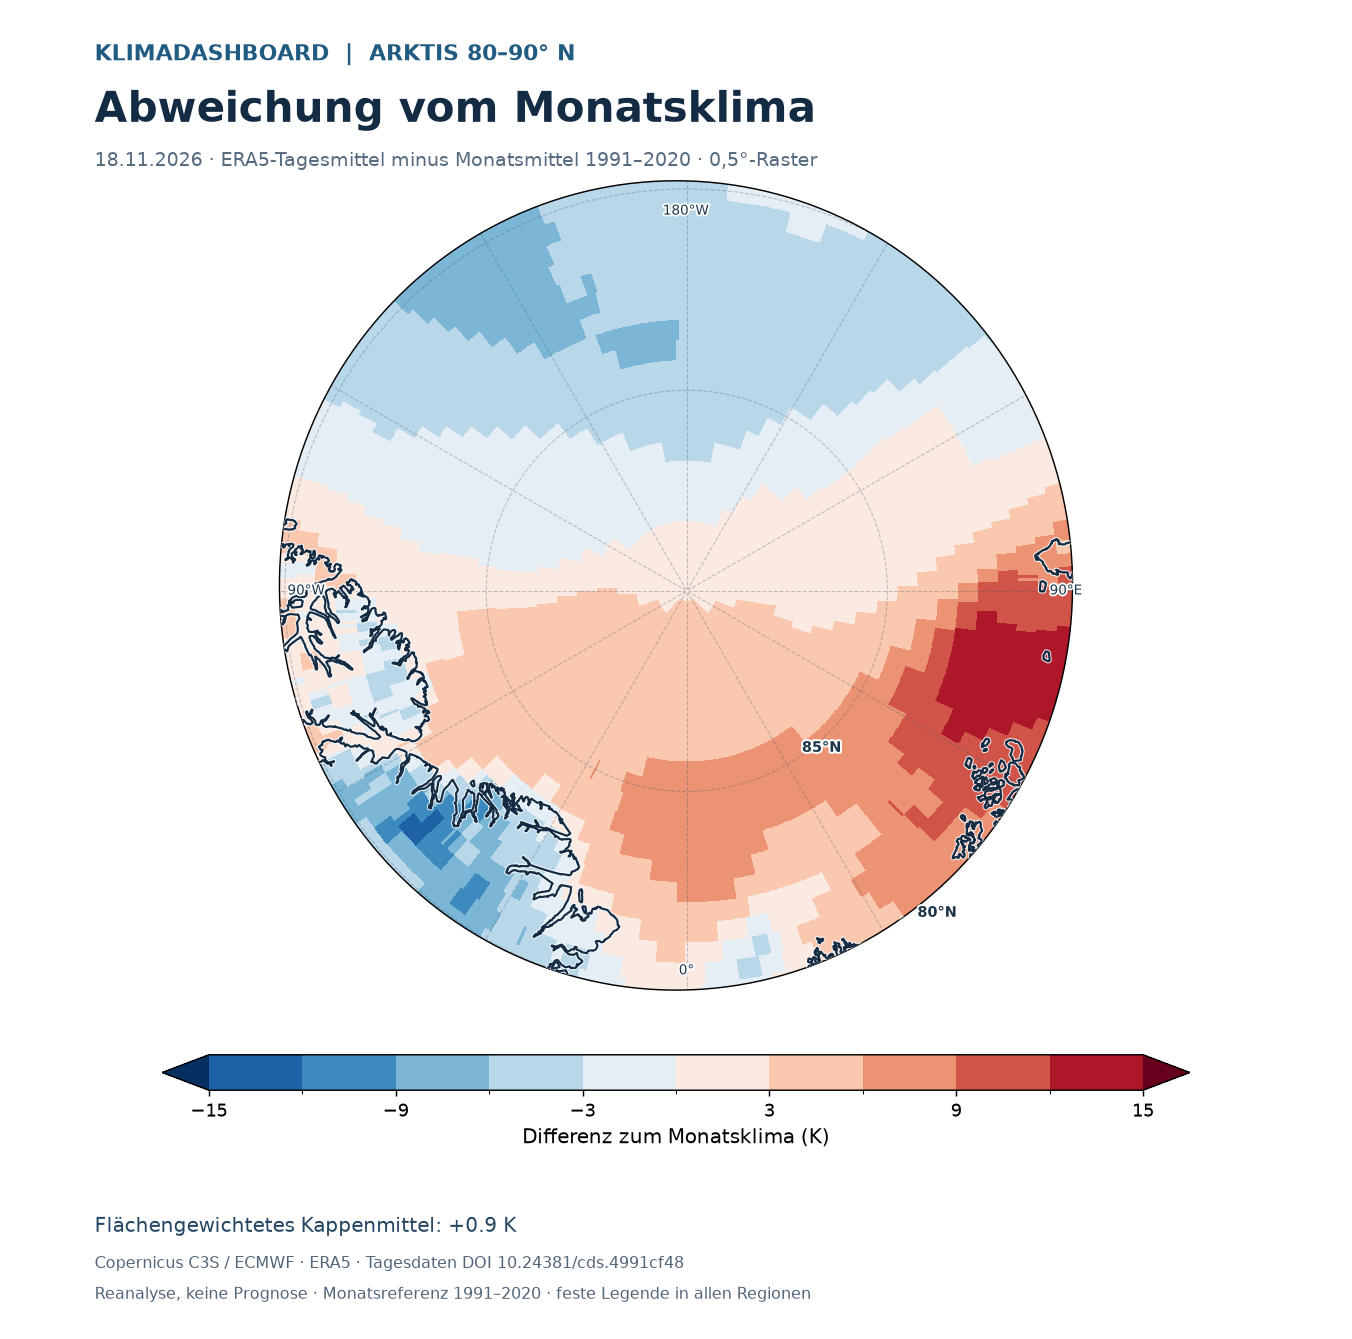 KLIMADASHBOARD | ARKTIS 80–90° N
Abweichung vom Monatsklima
18.11.2026 · ERA5-Tagesmittel minus Monatsmittel 1991–2020 · 0,5°-Raster
180°W
90°W
90°E
85°N
80°N
0°
−15 −9 −3 3 9 15
Differenz zum Monatsklima (K)
Flächengewichtetes Kappenmittel: +0.9 K
Copernicus C3S / ECMWF · ERA5 · Tagesdaten DOI 10.24381/cds.4991cf48
Reanalyse, keine Prognose · Monatsreferenz 1991–2020 · feste Legende in allen Regionen